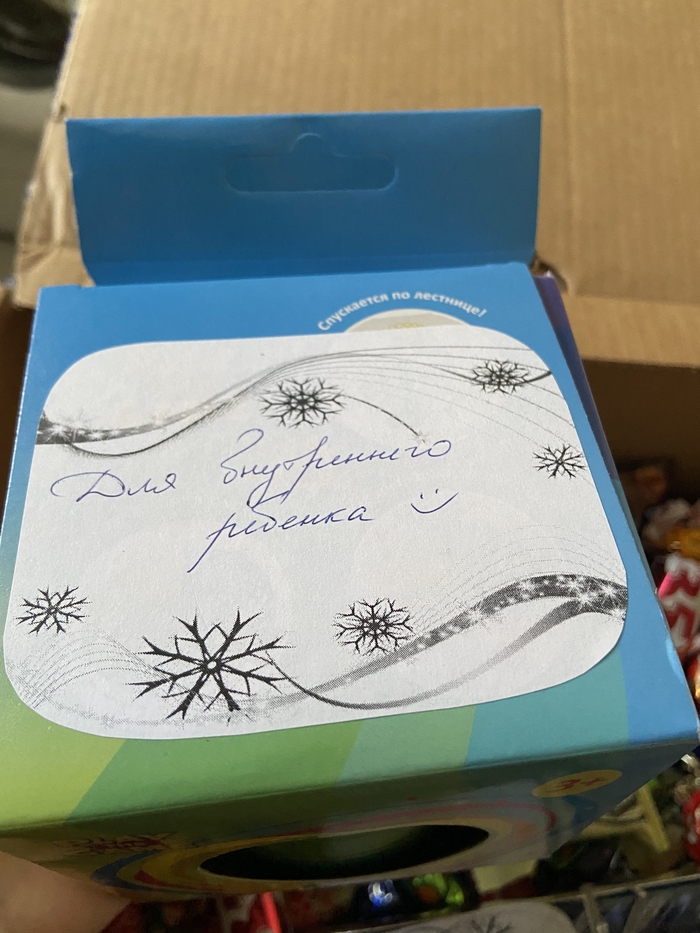 Спускается по лестнице!
Для внутреннего
ребенка :)
3+